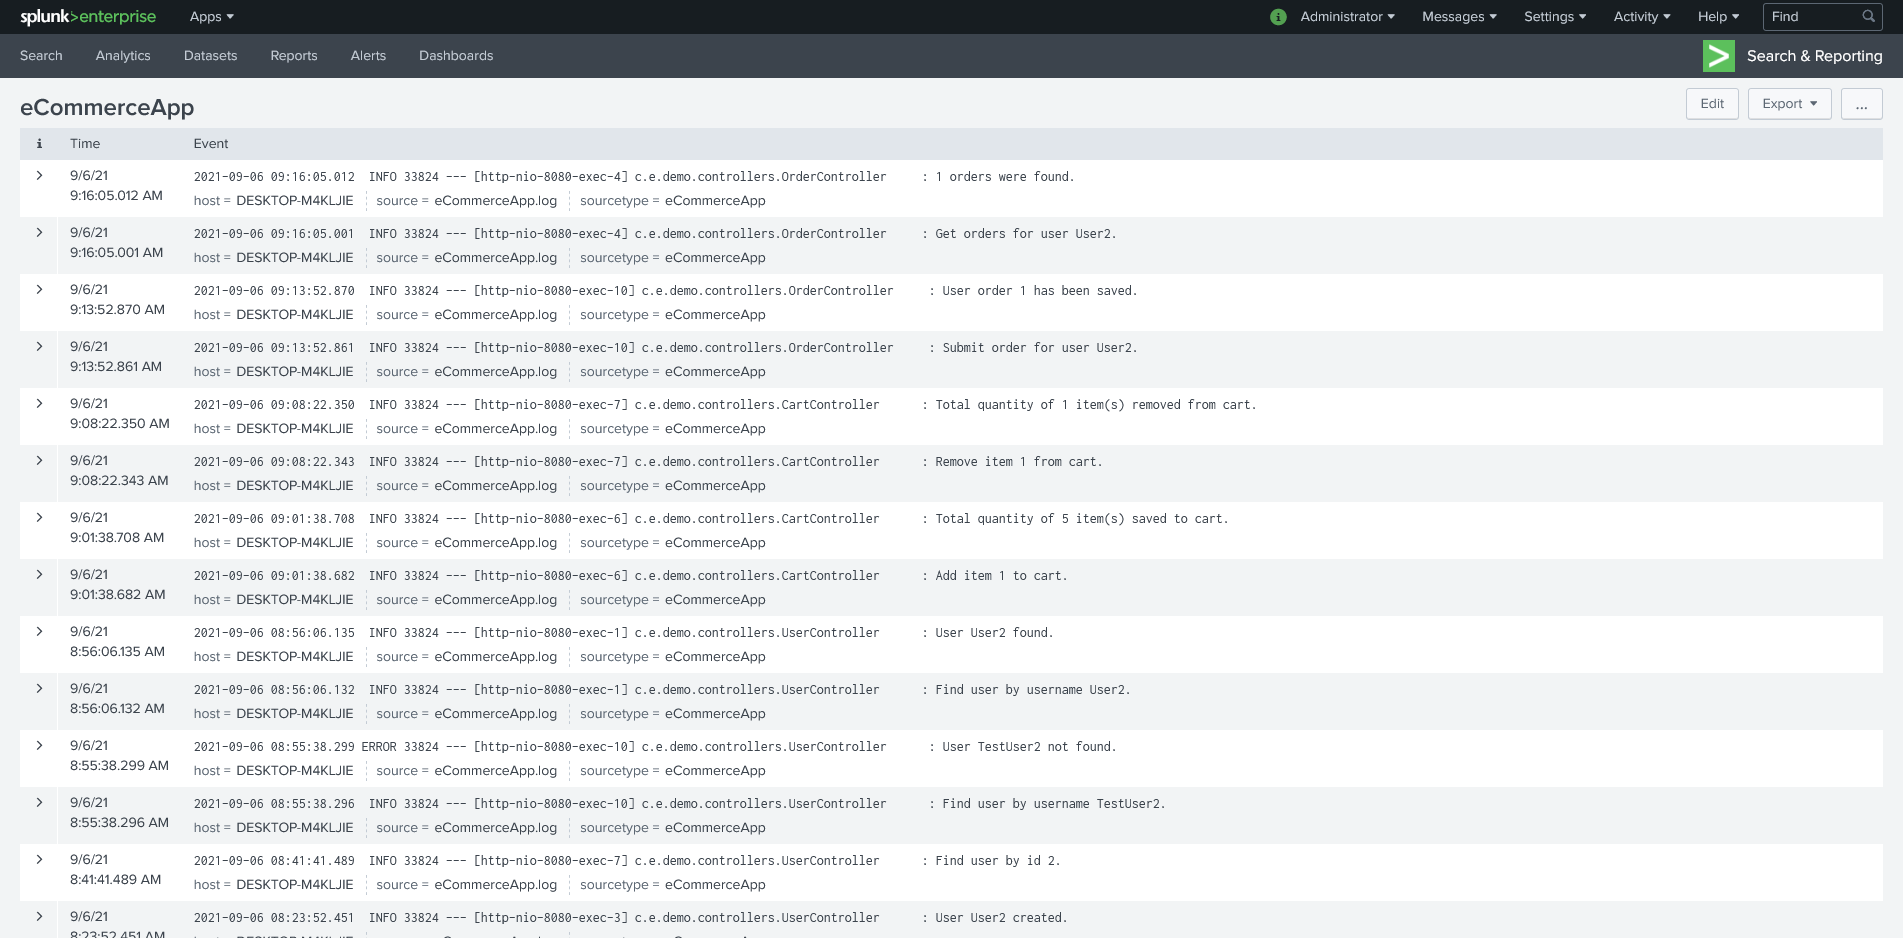 splunk>enterprise Apps Administrator Messages Settings Activity Help Find
Search Analytics Datasets Reports Alerts Dashboards Search & Reporting
eCommerceApp Edit Export ...
i Time Event
9/6/21 2021-09-06 09:16:05.012 INFO 33824 --- [http-nio-8080-exec-4] c.e.demo.controllers.OrderController : 1 orders were found.
9:16:05.012 AM host = DESKTOP-M4KLJIE source = eCommerceApp.log sourcetype = eCommerceApp
9/6/21 2021-09-06 09:16:05.001 INFO 33824 --- [http-nio-8080-exec-4] c.e.demo.controllers.OrderController : Get orders for user User2.
9:16:05.001 AM host = DESKTOP-M4KLJIE source = eCommerceApp.log sourcetype = eCommerceApp
9/6/21 2021-09-06 09:13:52.870 INFO 33824 --- [http-nio-8080-exec-10] c.e.demo.controllers.OrderController : User order 1 has been saved.
9:13:52.870 AM host = DESKTOP-M4KLJIE source = eCommerceApp.log sourcetype = eCommerceApp
9/6/21 2021-09-06 09:13:52.861 INFO 33824 --- [http-nio-8080-exec-10] c.e.demo.controllers.OrderController : Submit order for user User2.
9:13:52.861 AM host = DESKTOP-M4KLJIE source = eCommerceApp.log sourcetype = eCommerceApp
9/6/21 2021-09-06 09:08:22.350 INFO 33824 --- [http-nio-8080-exec-7] c.e.demo.controllers.CartController : Total quantity of 1 item(s) removed from cart.
9:08:22.350 AM host = DESKTOP-M4KLJIE source = eCommerceApp.log sourcetype = eCommerceApp
9/6/21 2021-09-06 09:08:22.343 INFO 33824 --- [http-nio-8080-exec-7] c.e.demo.controllers.CartController : Remove item 1 from cart.
9:08:22.343 AM host = DESKTOP-M4KLJIE source = eCommerceApp.log sourcetype = eCommerceApp
9/6/21 2021-09-06 09:01:38.708 INFO 33824 --- [http-nio-8080-exec-6] c.e.demo.controllers.CartController : Total quantity of 5 item(s) saved to cart.
9:01:38.708 AM host = DESKTOP-M4KLJIE source = eCommerceApp.log sourcetype = eCommerceApp
9/6/21 2021-09-06 09:01:38.682 INFO 33824 --- [http-nio-8080-exec-6] c.e.demo.controllers.CartController : Add item 1 to cart.
9:01:38.682 AM host = DESKTOP-M4KLJIE source = eCommerceApp.log sourcetype = eCommerceApp
9/6/21 2021-09-06 08:56:06.135 INFO 33824 --- [http-nio-8080-exec-1] c.e.demo.controllers.UserController : User User2 found.
8:56:06.135 AM host = DESKTOP-M4KLJIE source = eCommerceApp.log sourcetype = eCommerceApp
9/6/21 2021-09-06 08:56:06.132 INFO 33824 --- [http-nio-8080-exec-1] c.e.demo.controllers.UserController : Find user by username User2.
8:56:06.132 AM host = DESKTOP-M4KLJIE source = eCommerceApp.log sourcetype = eCommerceApp
9/6/21 2021-09-06 08:55:38.299 ERROR 33824 --- [http-nio-8080-exec-10] c.e.demo.controllers.UserController : User TestUser2 not found.
8:55:38.299 AM host = DESKTOP-M4KLJIE source = eCommerceApp.log sourcetype = eCommerceApp
9/6/21 2021-09-06 08:55:38.296 INFO 33824 --- [http-nio-8080-exec-10] c.e.demo.controllers.UserController : Find user by username TestUser2.
8:55:38.296 AM host = DESKTOP-M4KLJIE source = eCommerceApp.log sourcetype = eCommerceApp
9/6/21 2021-09-06 08:41:41.489 INFO 33824 --- [http-nio-8080-exec-7] c.e.demo.controllers.UserController : Find user by id 2.
8:41:41.489 AM host = DESKTOP-M4KLJIE source = eCommerceApp.log sourcetype = eCommerceApp
9/6/21 2021-09-06 08:23:52.451 INFO 33824 --- [http-nio-8080-exec-3] c.e.demo.controllers.UserController : User User2 created.
8:23:52.451 AM